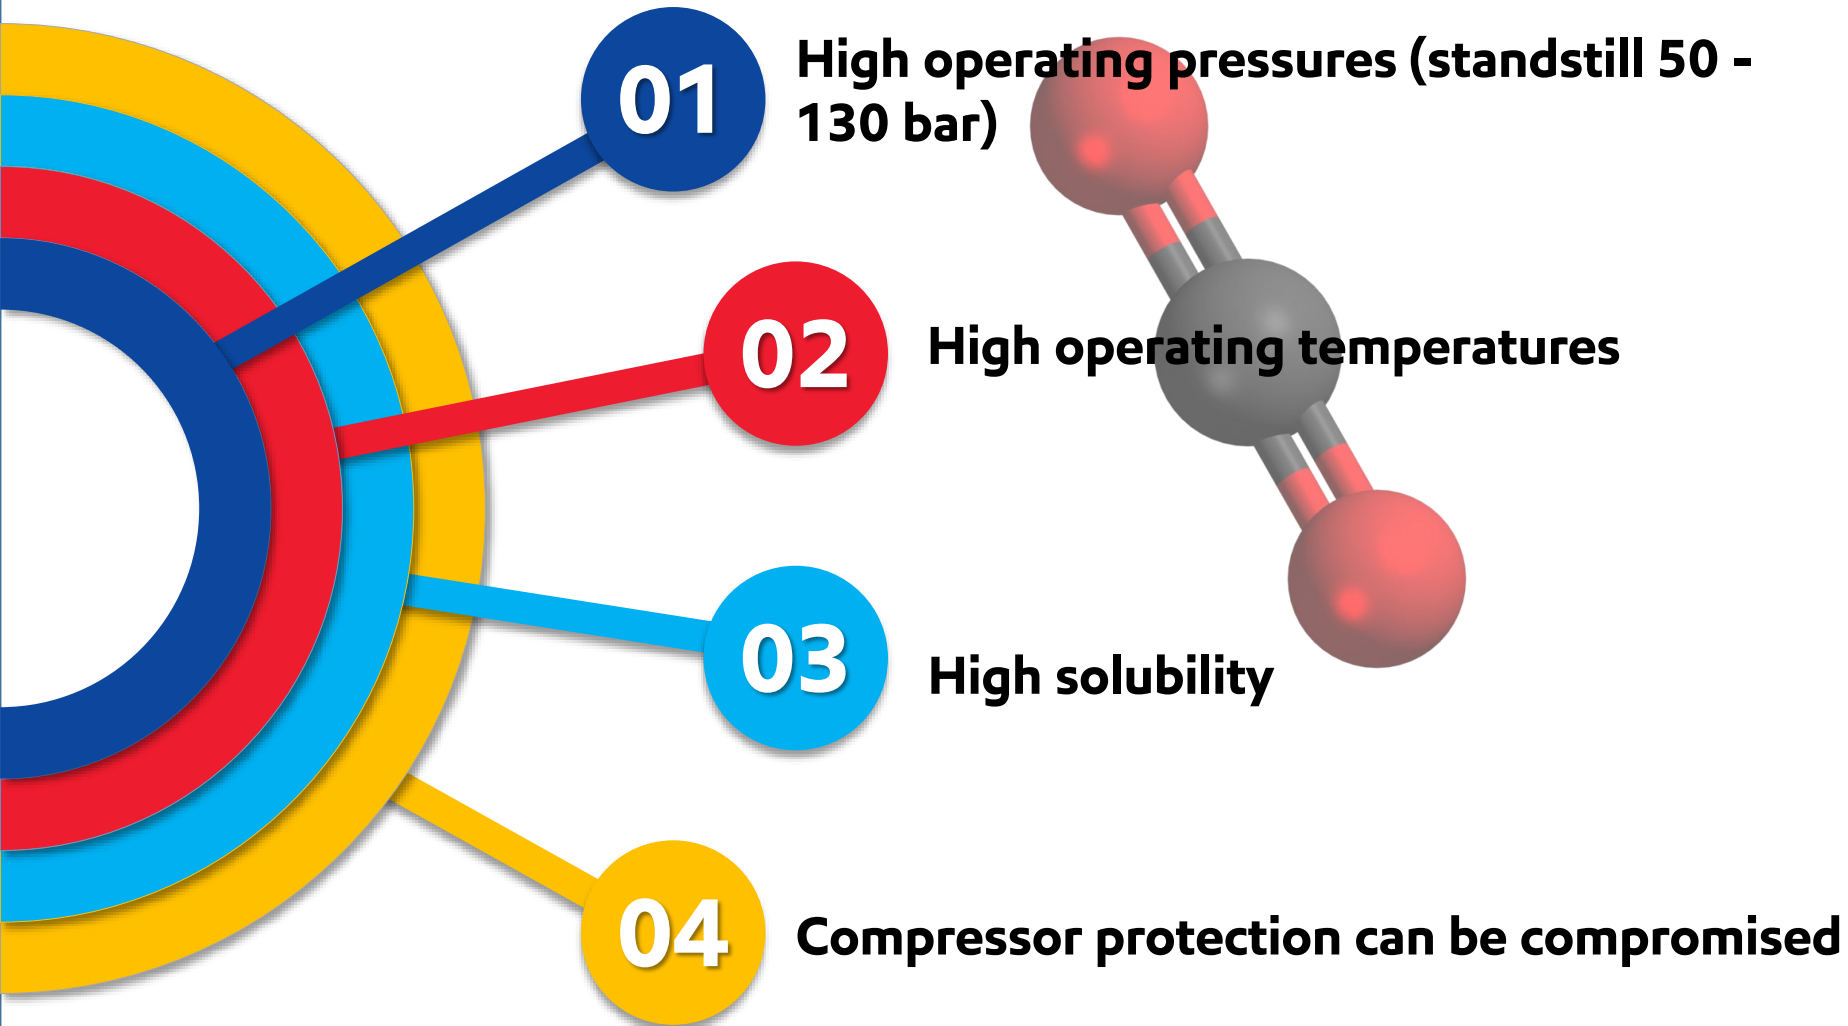 01
High operating pressures (standstill 50 -
130 bar)
02
High operating temperatures
03
High solubility
04
Compressor protection can be compromised